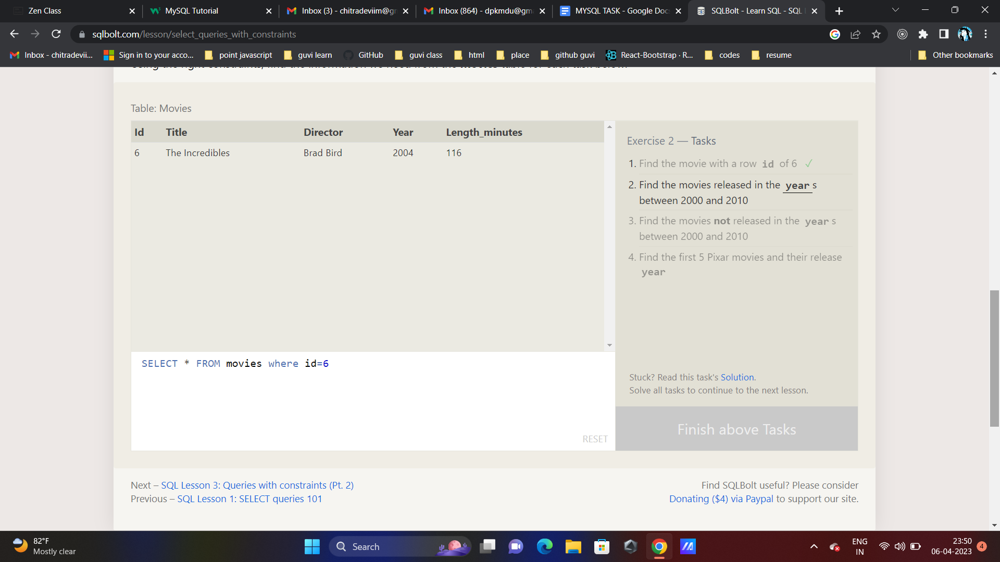 Zen Class
MySQL Tutorial
Inbox (3) - chitradeviim@gr
Inbox (864) - dpkmdu@gm
MYSQL TASK - Google Doc
SQLBolt - Learn SQL - SQL
sqlbolt.com/lesson/select_queries_with_constraints
Inbox - chitradevii...
Sign in to your acco...
point javascript
guvi learn
GitHub
guvi class
html
place
github guvi
React-Bootstrap · R...
codes
resume
Other bookmarks
Table: Movies
Id Title Director Year Length_minutes
6 The Incredibles Brad Bird 2004 116
SELECT * FROM movies where id=6
RESET
Exercise 2 — Tasks
1. Find the movie with a row id of 6 ✓
2. Find the movies released in the year s
between 2000 and 2010
3. Find the movies not released in the year s
between 2000 and 2010
4. Find the first 5 Pixar movies and their release
year
Stuck? Read this task's Solution.
Solve all tasks to continue to the next lesson.
Finish above Tasks
Next – SQL Lesson 3: Queries with constraints (Pt. 2)
Previous – SQL Lesson 1: SELECT queries 101
Find SQLBolt useful? Please consider
Donating ($4) via Paypal to support our site.
82°F
Mostly clear
Search
ENG
IN
23:50
06-04-2023
4